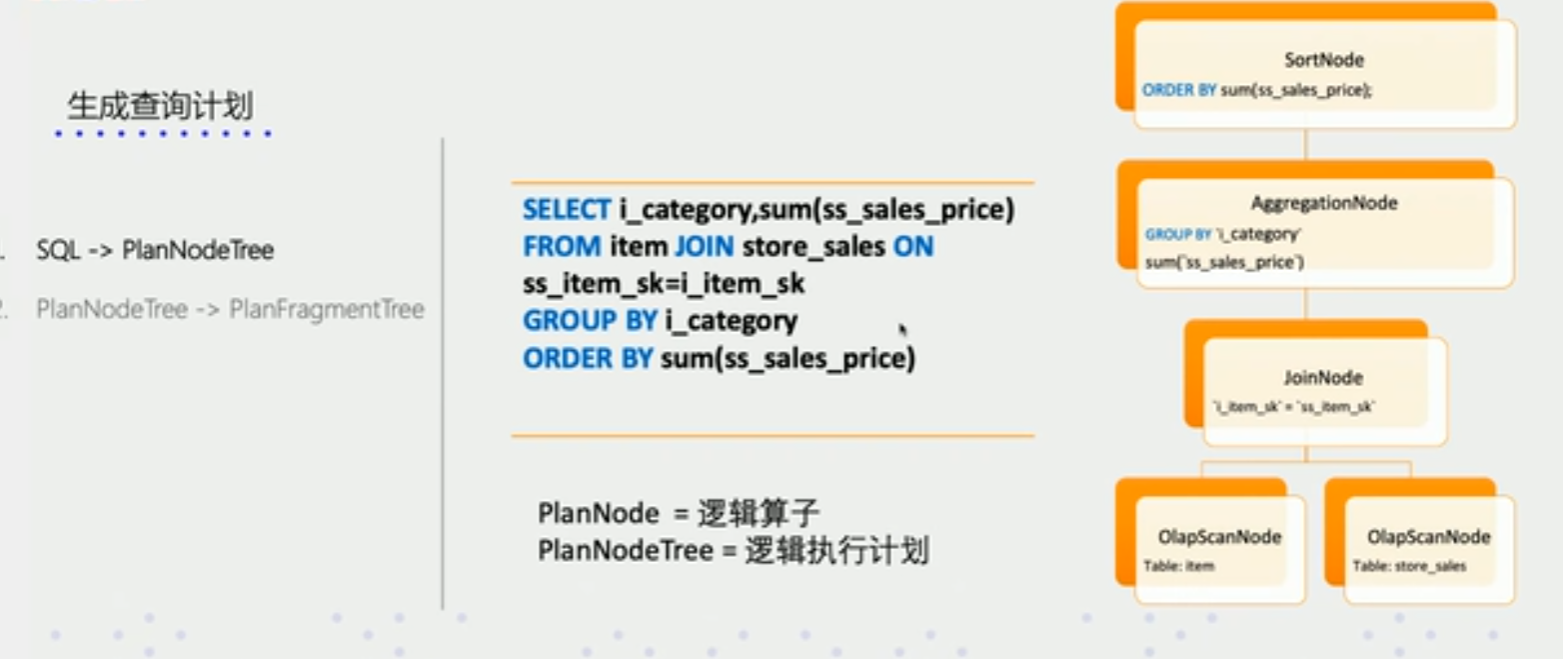 生成查询计划
. SQL -> PlanNodeTree
2. PlanNodeTree -> PlanFragmentTree
SELECT i_category,sum(ss_sales_price)
FROM item JOIN store_sales ON
ss_item_sk=i_item_sk
GROUP BY i_category
ORDER BY sum(ss_sales_price)
PlanNode = 逻辑算子
PlanNodeTree = 逻辑执行计划
SortNode
ORDER BY sum(ss_sales_price);
AggregationNode
GROUP BY `i_category`
sum(`ss_sales_price`)
JoinNode
`i_item_sk` = `ss_item_sk`
OlapScanNode
Table: item
OlapScanNode
Table: store_sales